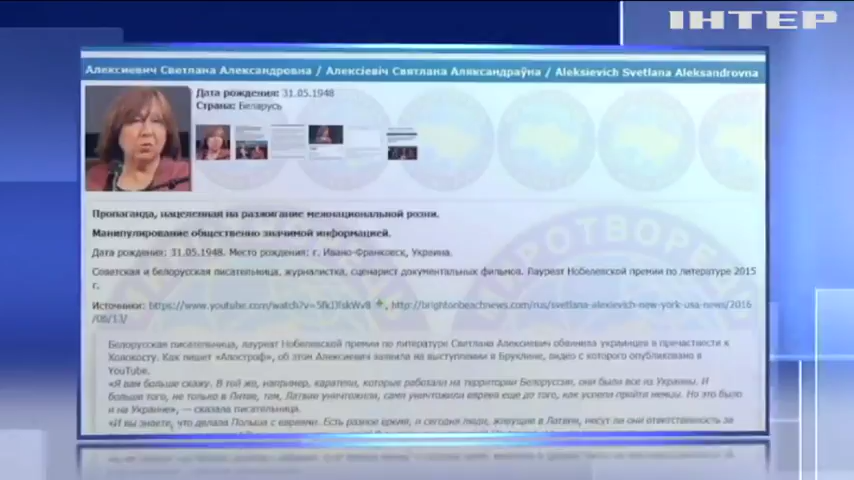 ІНТЕР
Алексиевич Светлана Александровна / Алексіевіч Святлана Аляксандраўна / Aleksievich Svetlana Aleksandrovna
Дата рождения: 31.05.1948
Страна: Беларусь
Пропаганда, нацеленная на разжигание межнациональной розни.
Манипулирование общественно значимой информацией.
Дата рождения: 31.05.1948. Место рождения: г. Ивано-Франковск, Украина.
Советская и белорусская писательница, журналистка, сценарист документальных фильмов. Лауреат Нобелевской премии по литературе 2015
г.
Источники: https://www.youtube.com/watch?v= , http://brightonbeachnews.com/rus/svetlana-alexievich-new-york-usa-news/2016
/06/13/
Белорусская писательница, лауреат Нобелевской премии по литературе Светлана Алексиевич обвинила украинцев в причастности к
Холокосту. Как пишет «Апостроф», об этом Алексиевич заявила на выступлении в Бруклине, видео с которого опубликовано в
YouTube.
«Я вам больше скажу. В той же, например, каратели, которые работали на территории Белоруссии, они были все из Украины. И
больше того, не только в Литве, там, Латвии уничтожили, сами уничтожили евреев еще до того, как успели прийти немцы. Но это было
и на Украине», — сказала писательница.
«И вы знаете, что делала Польша с евреями. Есть разное время, и сегодня люди, живущие в Латвии, несут ли они ответственность за
ИРОТВОРЕЦ